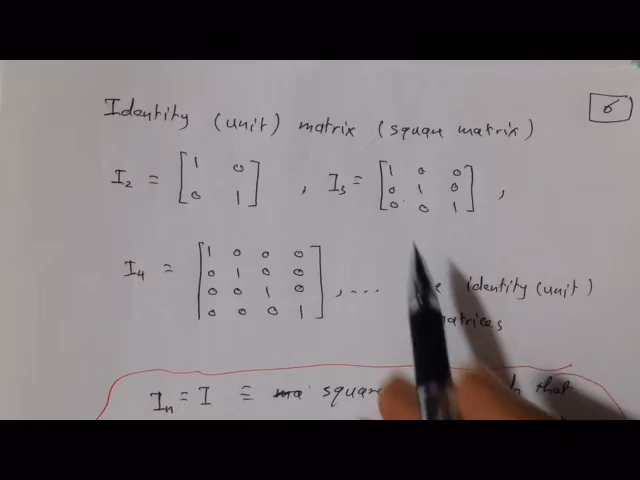 6
Identity (unit) matrix (square matrix)
I2 = [1 0
0 1] , I3 = [1 0 0
0 1 0
0 0 1] ,
I4 = [1 0 0 0
0 1 0 0
0 0 1 0
0 0 0 1] , ... identity (unit)
matrices
In = I ≡ square that